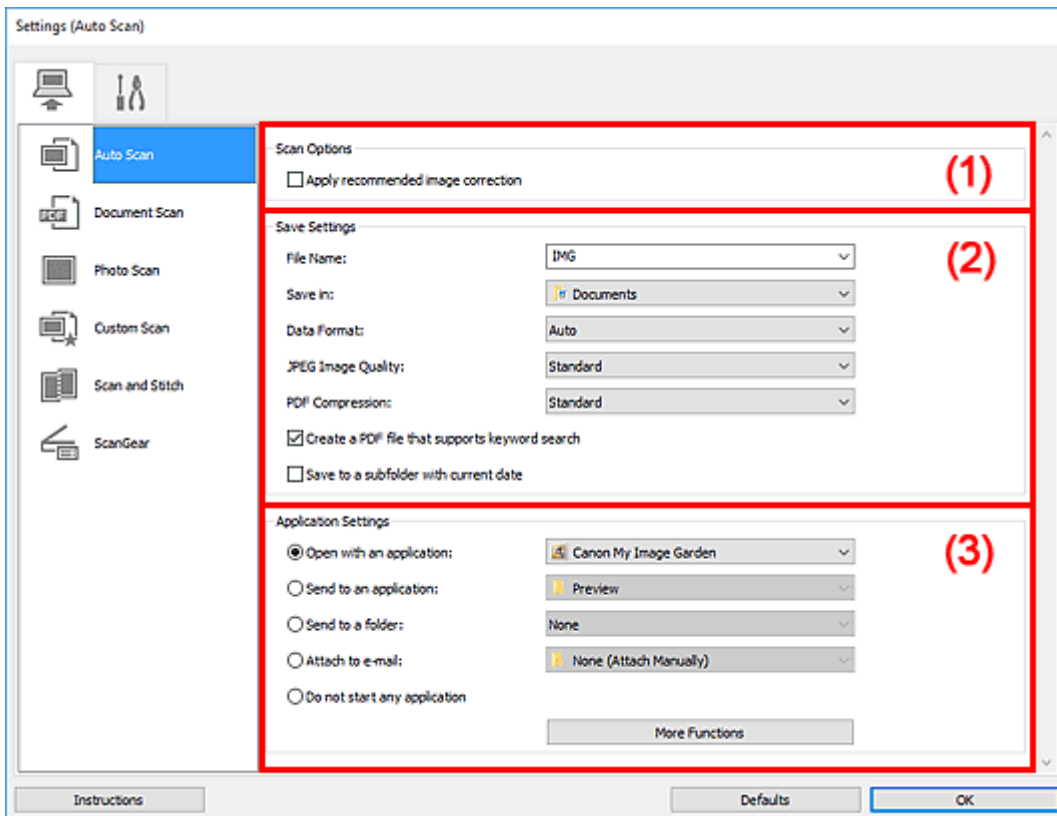 Settings (Auto Scan)
Auto Scan
Document Scan
Photo Scan
Custom Scan
Scan and Stitch
ScanGear
Scan Options
Apply recommended image correction
(1)
Save Settings
(2)
File Name: IMG
Save in: Documents
Data Format: Auto
JPEG Image Quality: Standard
PDF Compression: Standard
Create a PDF file that supports keyword search
Save to a subfolder with current date
Application Settings
(3)
Open with an application: Canon My Image Garden
Send to an application: Preview
Send to a folder: None
Attach to e-mail: None (Attach Manually)
Do not start any application
More Functions
Instructions Defaults OK